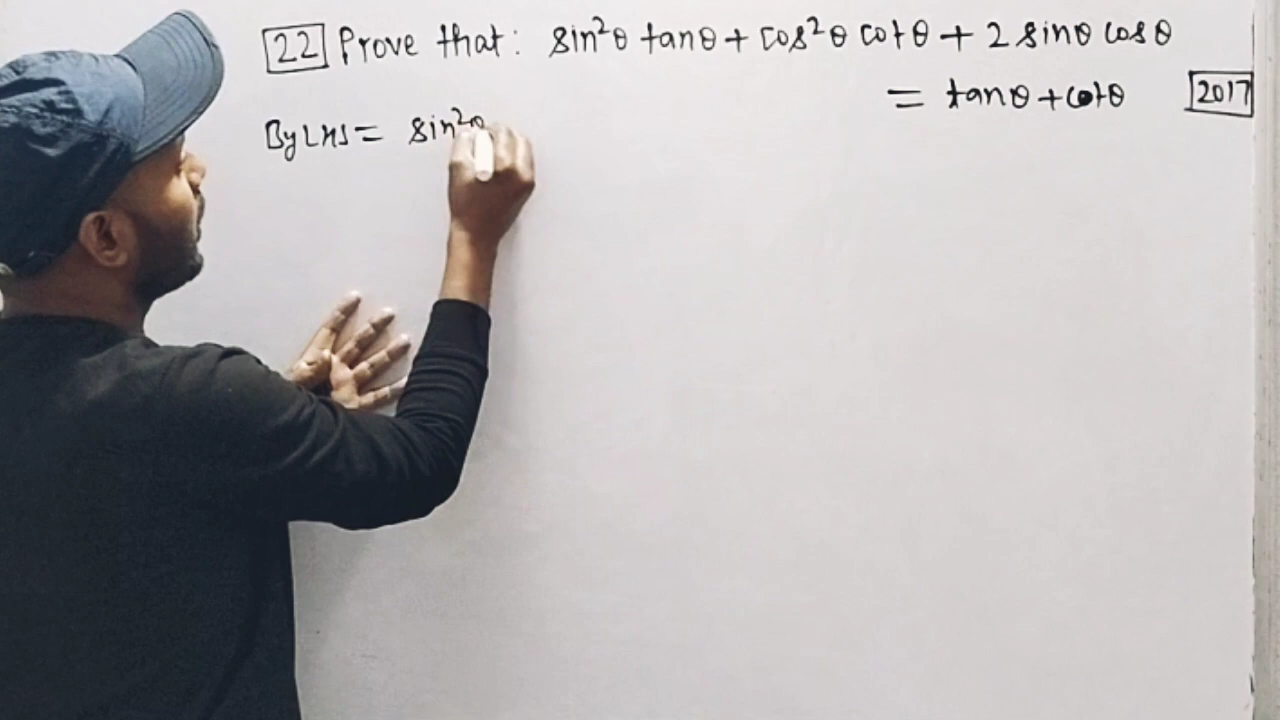 22 Prove that: sin²θ tanθ + cos²θ cotθ + 2 sinθ cosθ
= tanθ + cotθ 2017
By LHS = sin²θ